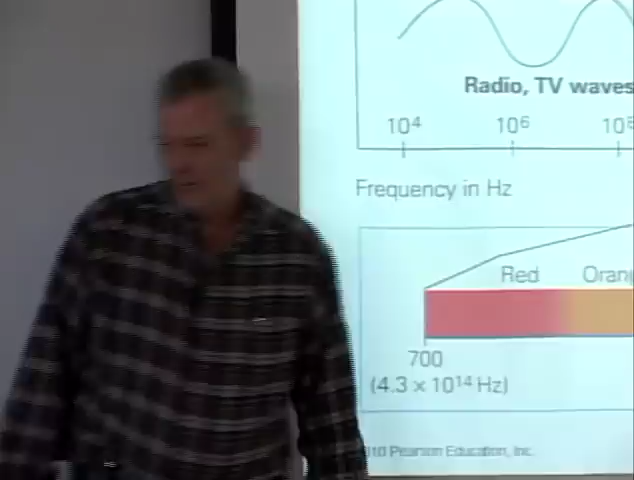 Radio, TV waves
10⁴ 10⁶
Frequency in Hz
Red
700
(4.3 x 10¹⁴ Hz)
Pearson Education, Inc.